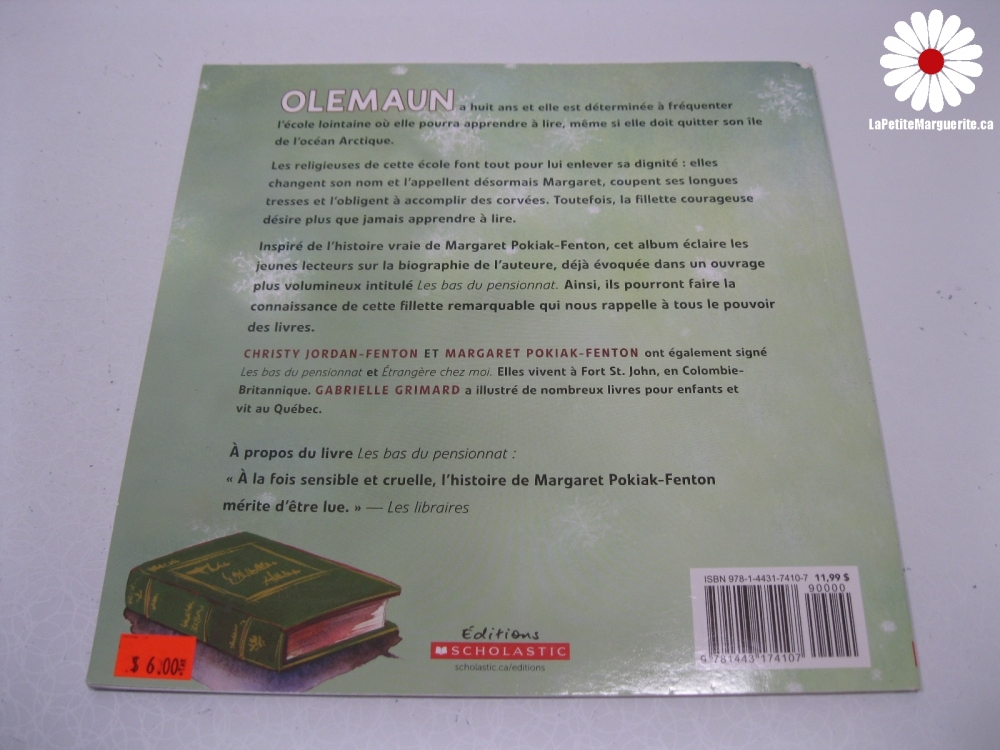 LaPetiteMarguerite.ca
OLEMAUN a huit ans et elle est déterminée à fréquenter
l'école lointaine où elle pourra apprendre à lire, même si elle doit quitter son île
de l'océan Arctique.
Les religieuses de cette école font tout pour lui enlever sa dignité : elles
changent son nom et l'appellent désormais Margaret, coupent ses longues
tresses et l'obligent à accomplir des corvées. Toutefois, la fillette courageuse
désire plus que jamais apprendre à lire.
Inspiré de l'histoire vraie de Margaret Pokiak-Fenton, cet album éclaire les
jeunes lecteurs sur la biographie de l'auteure, déjà évoquée dans un ouvrage
plus volumineux intitulé Les bas du pensionnat. Ainsi, ils pourront faire la
connaissance de cette fillette remarquable qui nous rappelle à tous le pouvoir
des livres.
CHRISTY JORDAN-FENTON ET MARGARET POKIAK-FENTON ont également signé
Les bas du pensionnat et Étrangère chez moi. Elles vivent à Fort St. John, en Colombie-
Britannique. GABRIELLE GRIMARD a illustré de nombreux livres pour enfants et
vit au Québec.
À propos du livre Les bas du pensionnat :
« À la fois sensible et cruelle, l'histoire de Margaret Pokiak-Fenton
mérite d'être lue. » — Les libraires
ISBN 978-1-4431-7410-7 11,99 $
90000
9 781443 174107
Éditions
SCHOLASTIC
scholastic.ca/editions
$ 6.00